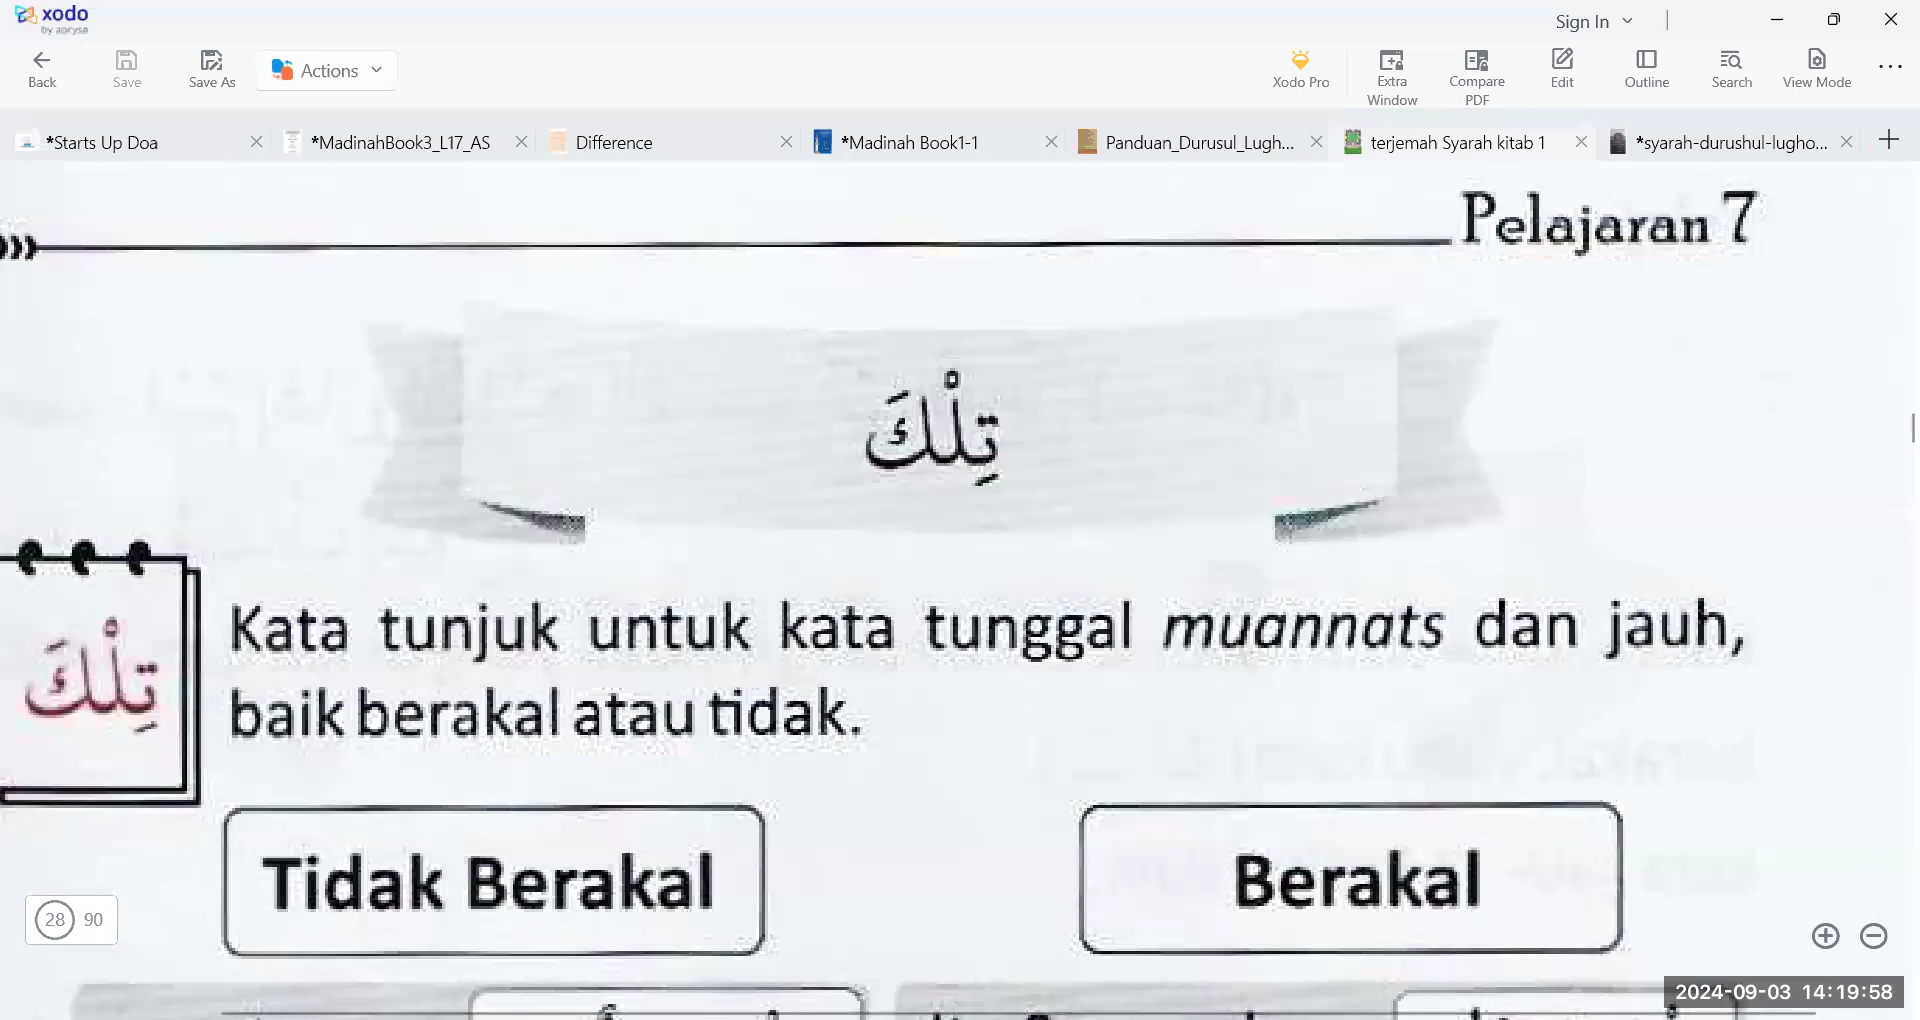 xodo
by apryse
Sign In
Back
Save
Save As
Actions
Xodo Pro
Extra Window
Compare PDF
Edit
Outline
Search
View Mode
*Starts Up Doa
*MadinahBook3_L17_AS
Difference
*Madinah Book1-1
Panduan_Durusul_Lugh...
terjemah Syarah kitab 1
*syarah-durushul-lugho...
Pelajaran 7
تِلْكَ
تِلْكَ
Kata tunjuk untuk kata tunggal muannats dan jauh,
baik berakal atau tidak.
Tidak Berakal
Berakal
28 90
2024-09-03 14:19:58